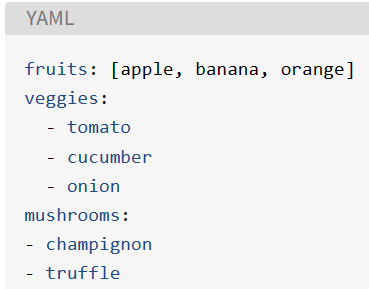 YAML
fruits: [apple, banana, orange]
veggies:
  - tomato
  - cucumber
  - onion
mushrooms:
- champignon
- truffle